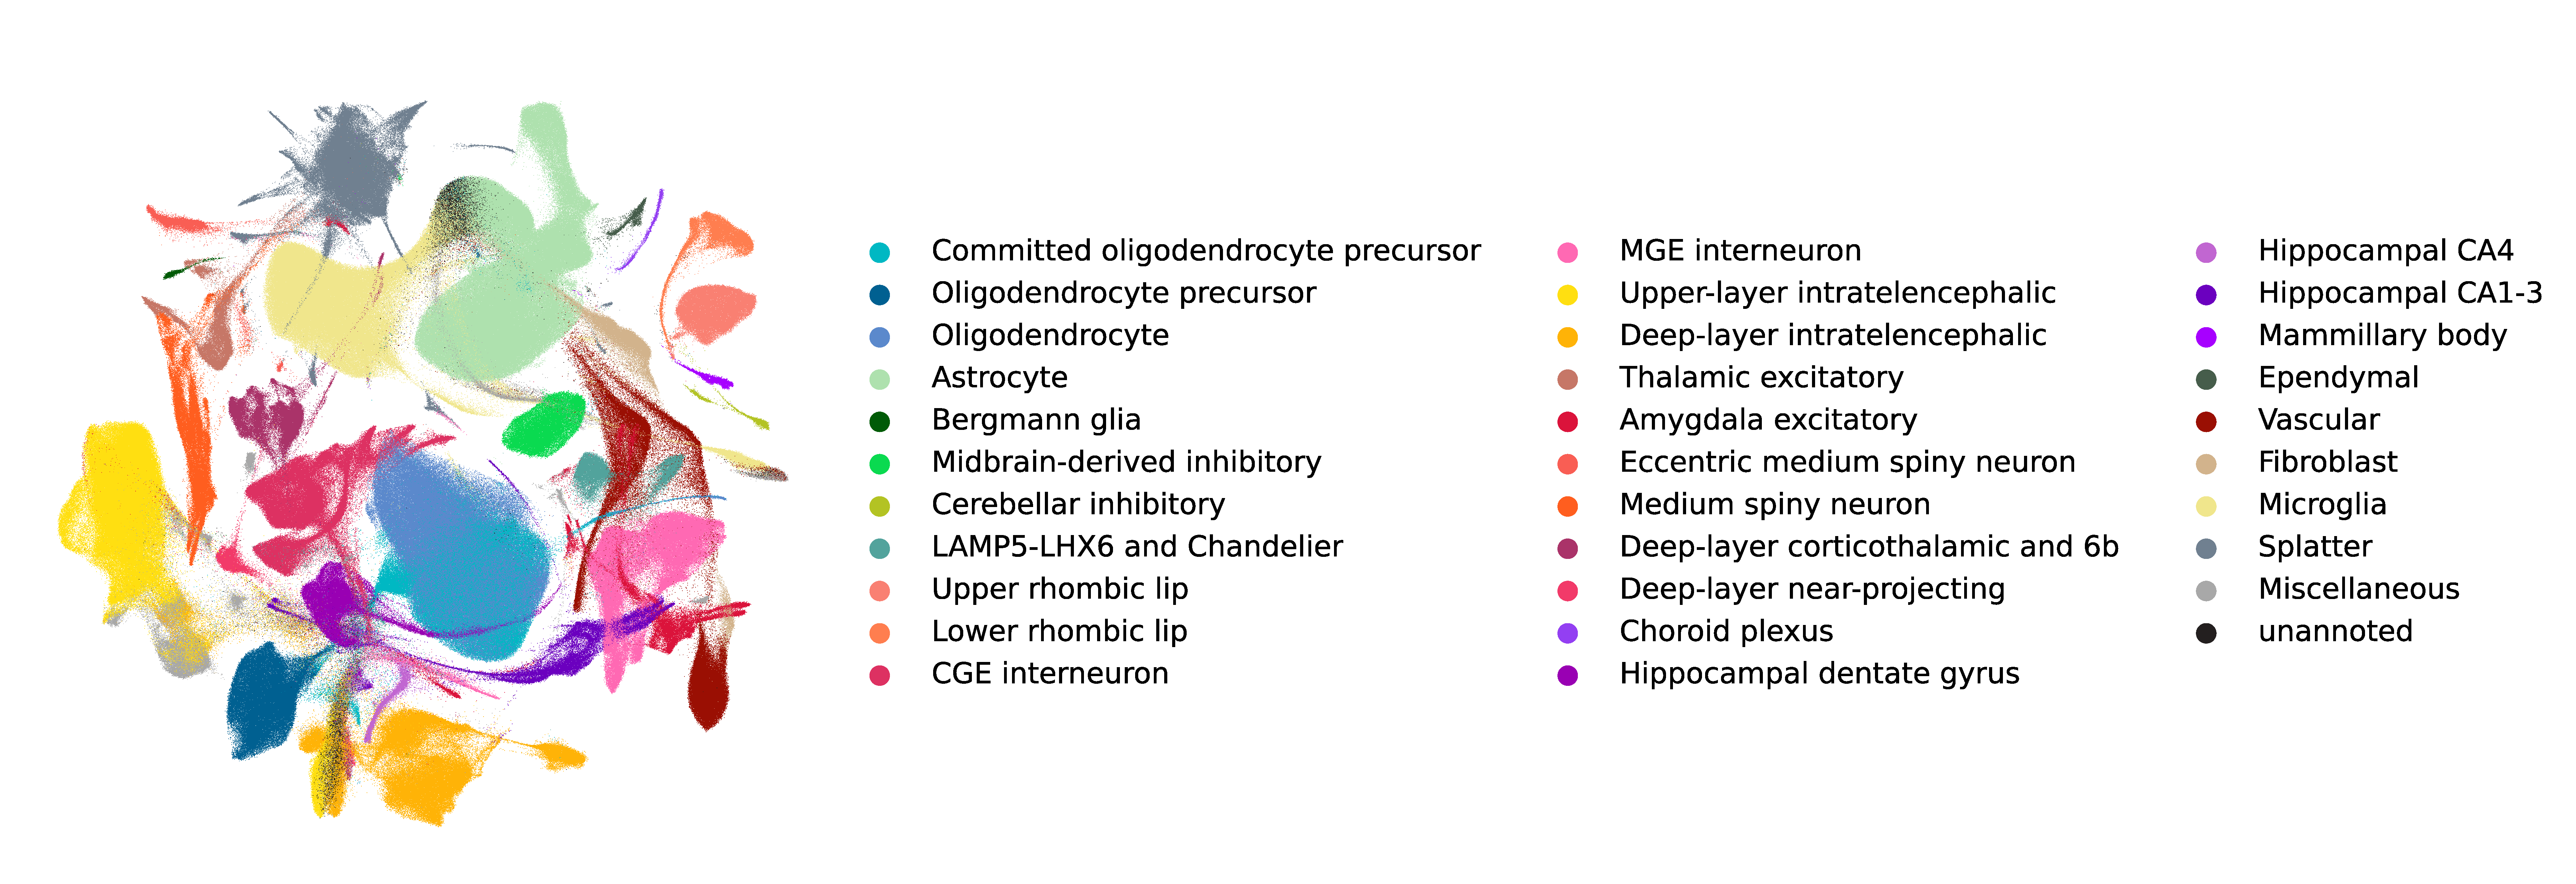 Committed oligodendrocyte precursor
Oligodendrocyte precursor
Oligodendrocyte
Astrocyte
Bergmann glia
Midbrain-derived inhibitory
Cerebellar inhibitory
LAMP5-LHX6 and Chandelier
Upper rhombic lip
Lower rhombic lip
CGE interneuron
MGE interneuron
Upper-layer intratelencephalic
Deep-layer intratelencephalic
Thalamic excitatory
Amygdala excitatory
Eccentric medium spiny neuron
Medium spiny neuron
Deep-layer corticothalamic and 6b
Deep-layer near-projecting
Choroid plexus
Hippocampal dentate gyrus
Hippocampal CA4
Hippocampal CA1-3
Mammillary body
Ependymal
Vascular
Fibroblast
Microglia
Splatter
Miscellaneous
unannoted